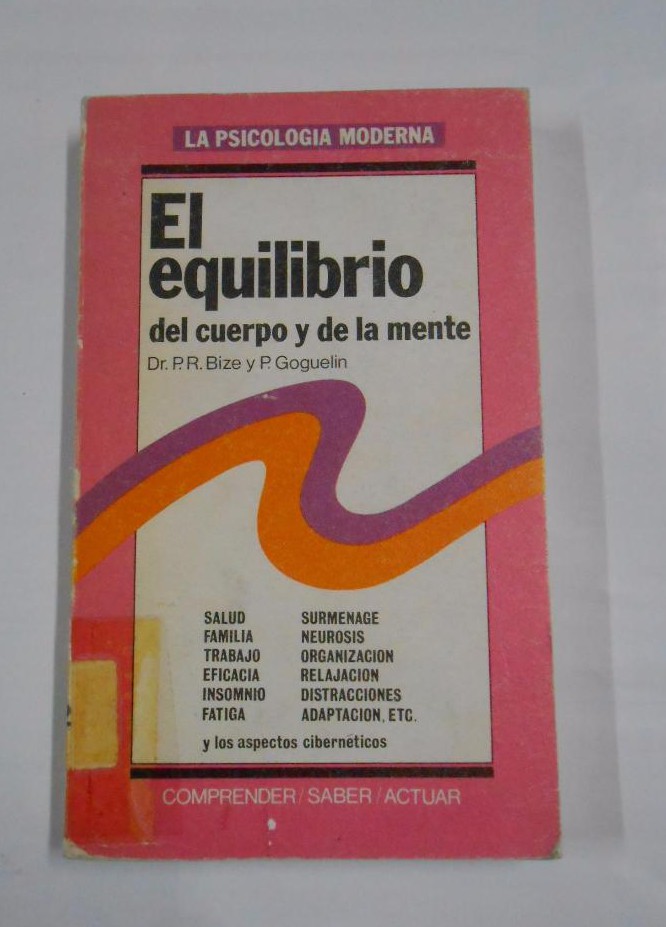 LA PSICOLOGIA MODERNA
El
equilibrio
del cuerpo y de la mente
Dr. P.R. Bize y P. Goguelin
SALUD
FAMILIA
TRABAJO
EFICACIA
INSOMNIO
FATIGA
SURMENAGE
NEUROSIS
ORGANIZACION
RELAJACION
DISTRACCIONES
ADAPTACION, ETC.
y los aspectos cibernéticos
COMPRENDER / SABER / ACTUAR